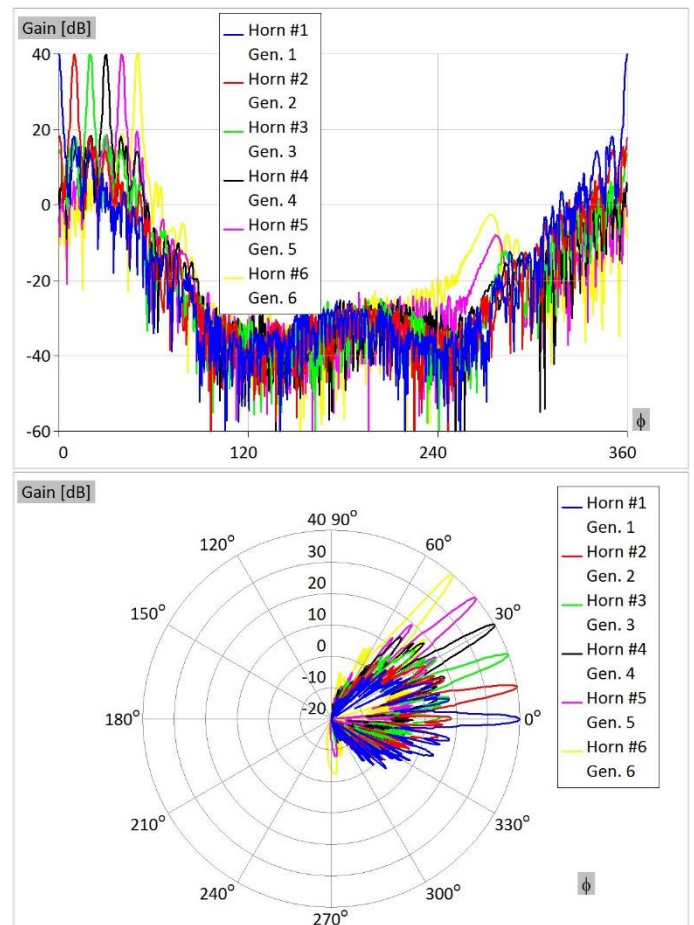 Gain [dB]
40
20
0
-20
-40
-60
Horn #1
Gen. 1
Horn #2
Gen. 2
Horn #3
Gen. 3
Horn #4
Gen. 4
Horn #5
Gen. 5
Horn #6
Gen. 6
0 120 240 360
ϕ
Gain [dB]
40 90°
30
20
10
0
-10
-20
120°
60°
150°
30°
180°
0°
210°
330°
240°
300°
270°
Horn #1
Gen. 1
Horn #2
Gen. 2
Horn #3
Gen. 3
Horn #4
Gen. 4
Horn #5
Gen. 5
Horn #6
Gen. 6
ϕ